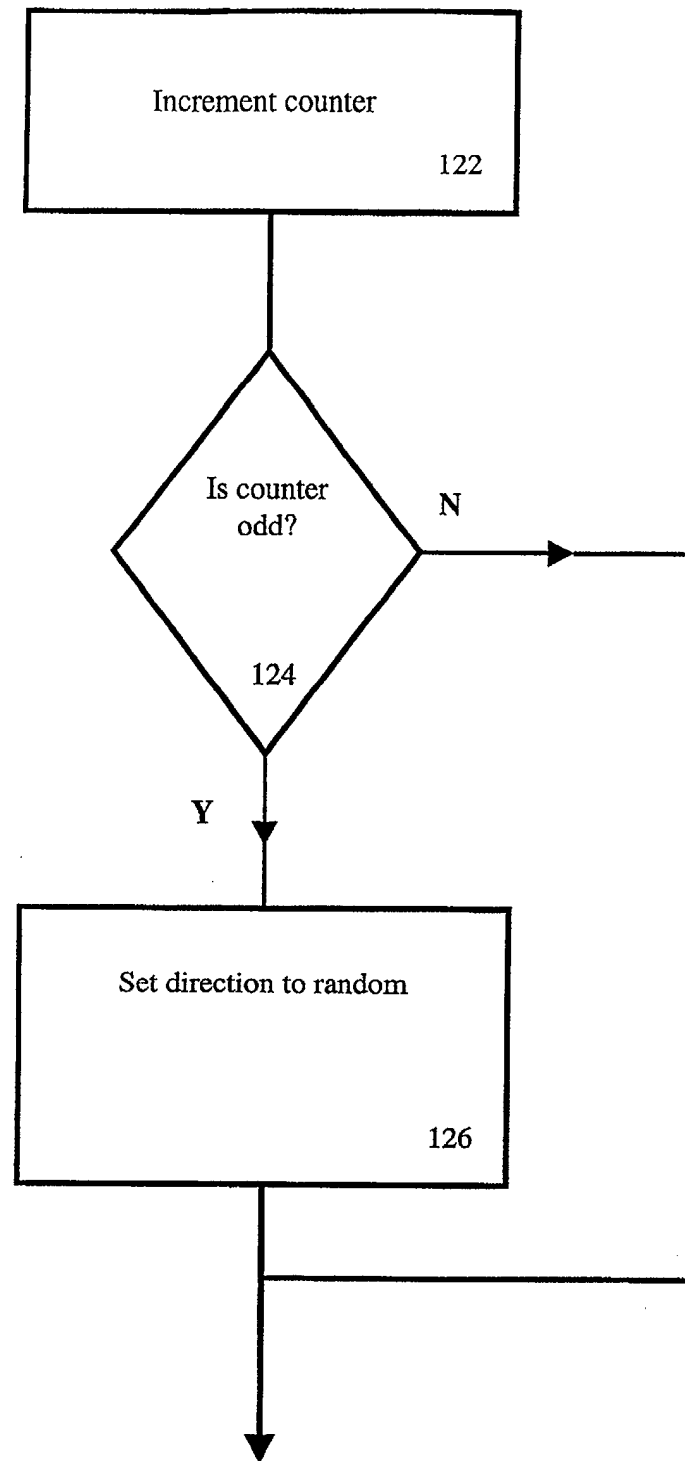 Increment counter
122
Is counter
odd?
N
124
Y
Set direction to random
126